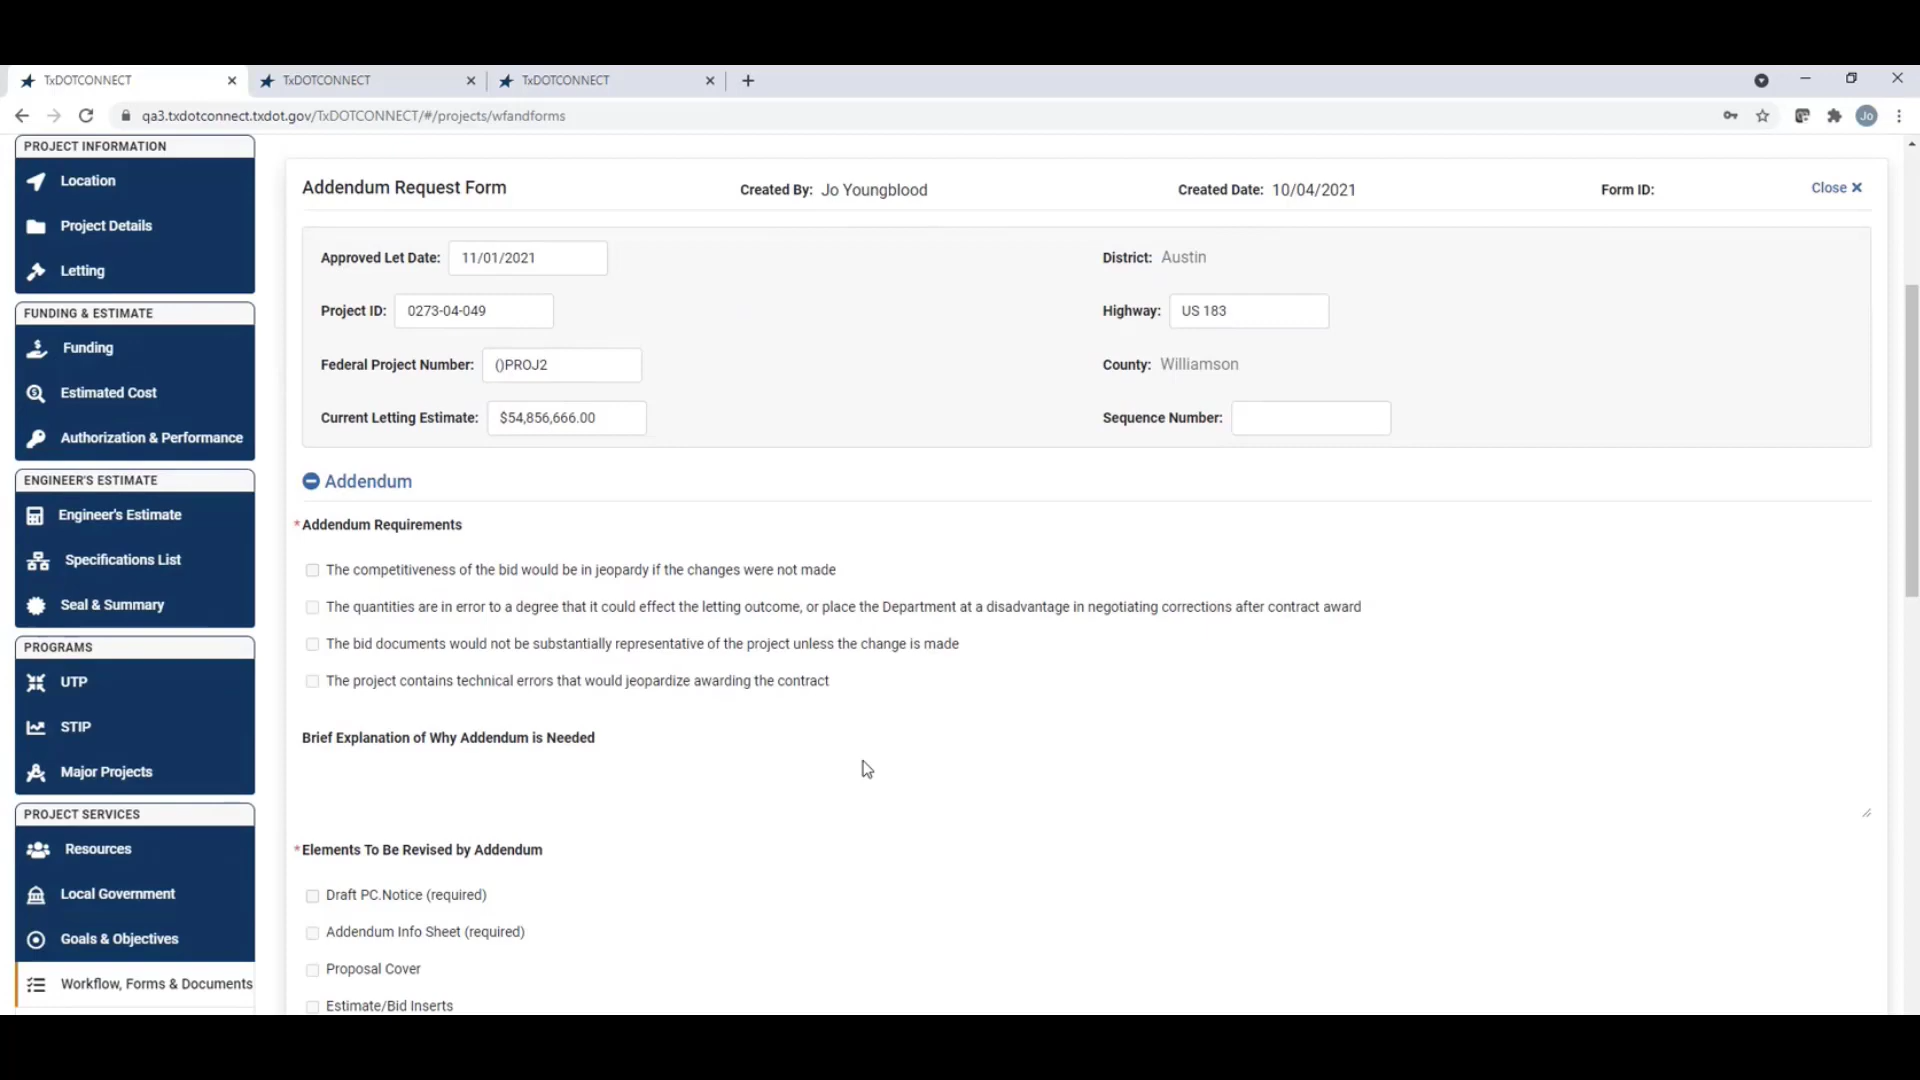 TxDOTCONNECT
TxDOTCONNECT
TxDOTCONNECT
qa3.txdotconnect.txdot.gov/TxDOTCONNECT/#/projects/wfandforms
Jo
PROJECT INFORMATION
Location
Project Details
Letting
FUNDING & ESTIMATE
Funding
Estimated Cost
Authorization & Performance
ENGINEER'S ESTIMATE
Engineer's Estimate
Specifications List
Seal & Summary
PROGRAMS
UTP
STIP
Major Projects
PROJECT SERVICES
Resources
Local Government
Goals & Objectives
Workflow, Forms & Documents
Addendum Request Form
Created By: Jo Youngblood
Created Date: 10/04/2021
Form ID:
Close
Approved Let Date: 11/01/2021
District: Austin
Project ID: 0273-04-049
Highway: US 183
Federal Project Number: ()PROJ2
County: Williamson
Current Letting Estimate: $54,856,666.00
Sequence Number:
Addendum
*Addendum Requirements
The competitiveness of the bid would be in jeopardy if the changes were not made
The quantities are in error to a degree that it could effect the letting outcome, or place the Department at a disadvantage in negotiating corrections after contract award
The bid documents would not be substantially representative of the project unless the change is made
The project contains technical errors that would jeopardize awarding the contract
Brief Explanation of Why Addendum is Needed
*Elements To Be Revised by Addendum
Draft PC.Notice (required)
Addendum Info Sheet (required)
Proposal Cover
Estimate/Bid Inserts